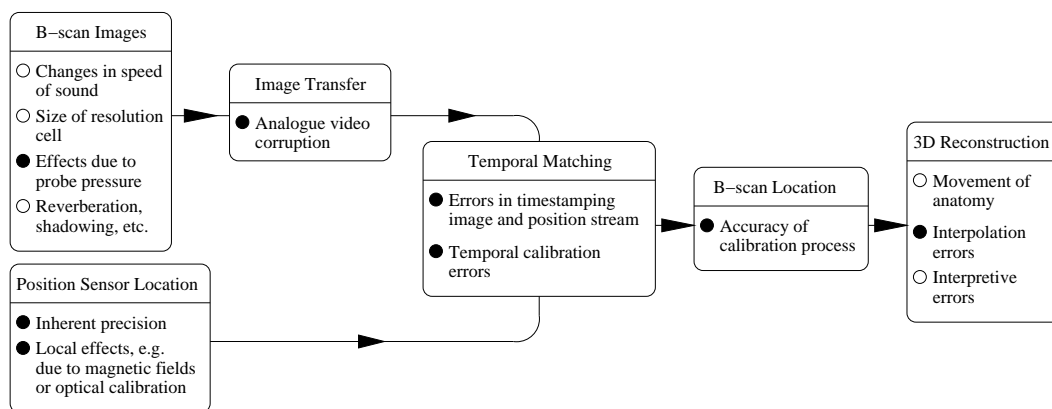 B−scan Images
Changes in speed
of sound
Size of resolution
cell
Effects due to
probe pressure
Reverberation,
shadowing, etc.
Image Transfer
Analogue video
corruption
Position Sensor Location
Inherent precision
Local effects, e.g.
due to magnetic fields
or optical calibration
Temporal Matching
Errors in timestamping
image and position stream
Temporal calibration
errors
B−scan Location
Accuracy of
calibration process
3D Reconstruction
Movement of
anatomy
Interpolation
errors
Interpretive
errors